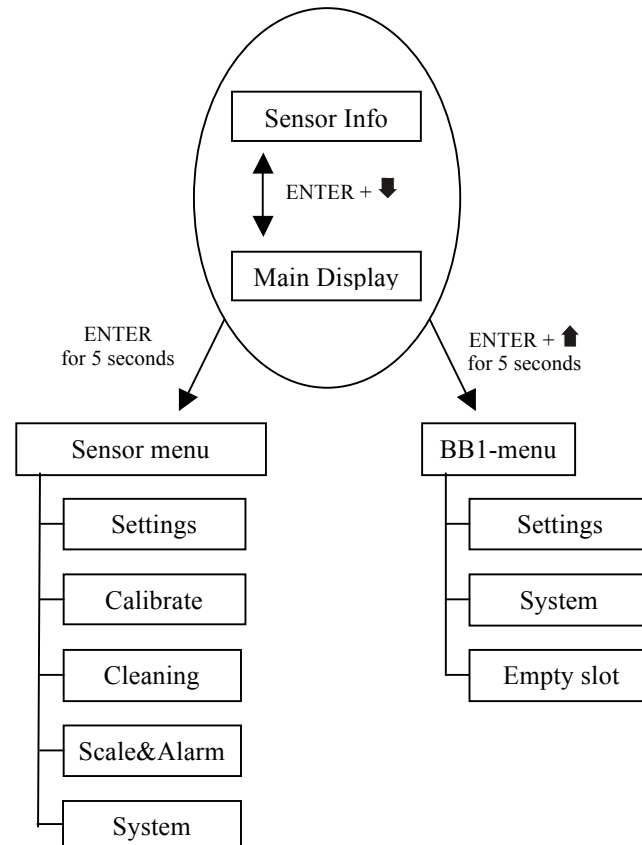 Sensor Info
ENTER + 🡇
Main Display
ENTER
for 5 seconds
ENTER + 🡅
for 5 seconds
Sensor menu
Settings
Calibrate
Cleaning
Scale&Alarm
System
BB1-menu
Settings
System
Empty slot